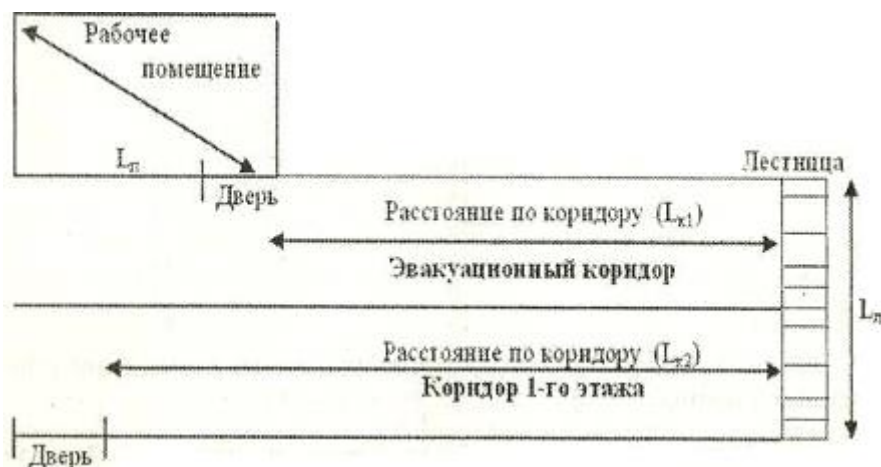 Рабочее
помещение
Lп
Дверь
Лестница
Расстояние по коридору (Lк1)
Эвакуационный коридор
Lл
Расстояние по коридору (Lк2)
Коридор 1-го этажа
Дверь